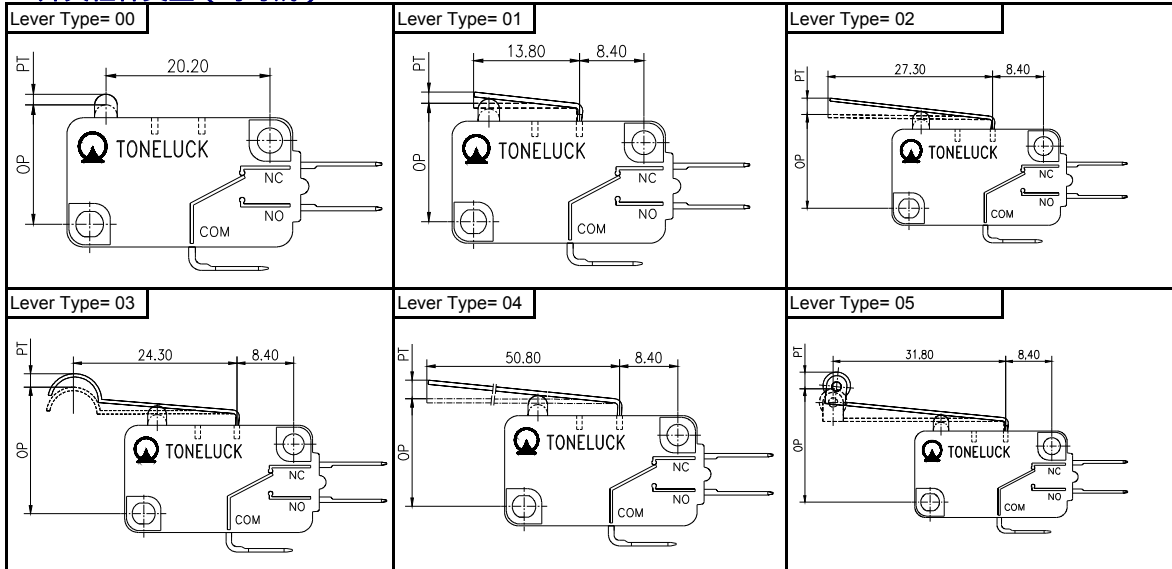 Lever Type= 00
PT
20.20
OP
TONELUCK
NC
NO
COM
Lever Type= 01
PT
13.80 8.40
OP
TONELUCK
NC
NO
COM
Lever Type= 02
PT
27.30 8.40
OP
TONELUCK
NC
NO
COM
Lever Type= 03
PT
24.30 8.40
OP
TONELUCK
NC
NO
COM
Lever Type= 04
PT
50.80 8.40
OP
TONELUCK
NC
NO
COM
Lever Type= 05
PT
31.80 8.40
OP
TONELUCK
NC
NO
COM